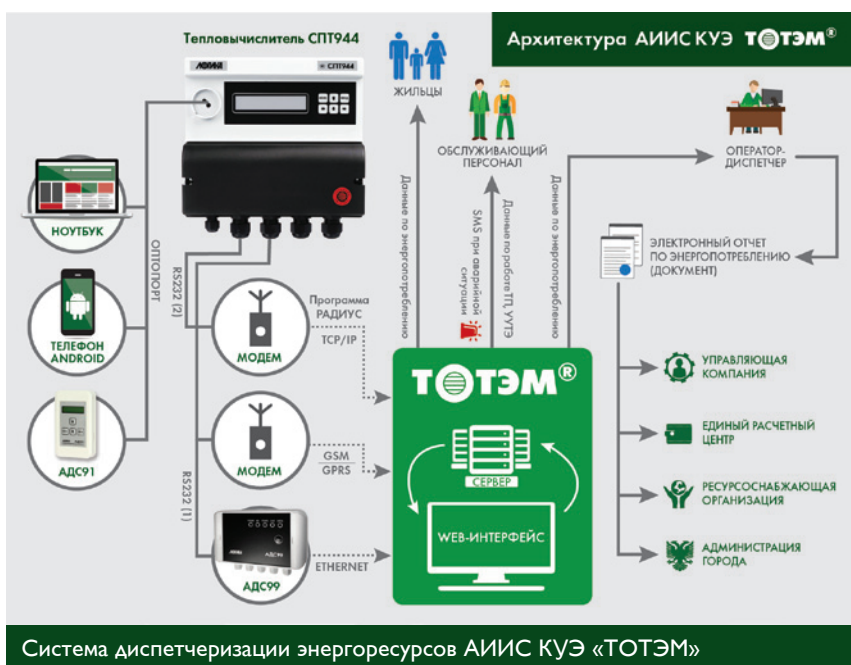 Архитектура АИИС КУЭ ТОТЭМ®
Тепловычислитель СПТ944
ЛОГИКА
СПТ944
ЖИЛЬЦЫ
ОБСЛУЖИВАЮЩИЙ
ПЕРСОНАЛ
ОПЕРАТОР-
ДИСПЕТЧЕР
НОУТБУК
ТЕЛЕФОН
ANDROID
АДС91
ОПТОПОРТ
RS232 (2)
RS232 (1)
МОДЕМ
Программа
РАДИУС
TCP/IP
МОДЕМ
GSM
GPRS
АДС99
АДС99
ETHERNET
Данные по энергопотреблению
SMS при аварийной
ситуации
Данные по работе ТП, УУТЭ
Данные по энергопотреблению
ТОТЭМ®
СЕРВЕР
WEB-ИНТЕРФЕЙС
ЭЛЕКТРОННЫЙ ОТЧЕТ
ПО ЭНЕРГОПОТРЕБЛЕНИЮ
(ДОКУМЕНТ)
УПРАВЛЯЮЩАЯ
КОМПАНИЯ
ЕДИНЫЙ РАСЧЕТНЫЙ
ЦЕНТР
РЕСУРСОСНАБЖАЮЩАЯ
ОРГАНИЗАЦИЯ
АДМИНИСТРАЦИЯ
ГОРОДА
Система диспетчеризации энергоресурсов АИИС КУЭ «ТОТЭМ»